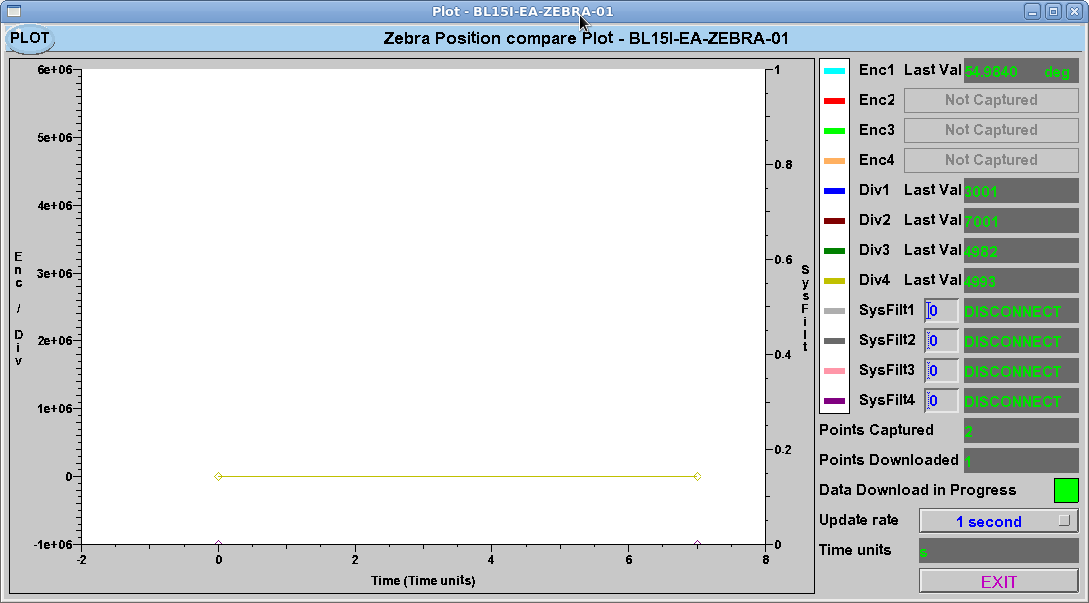 Plot - BL15I-EA-ZEBRA-01
PLOT
Zebra Position compare Plot - BL15I-EA-ZEBRA-01
6e+06
5e+06
4e+06
3e+06
2e+06
1e+06
0
-1e+06
Enc / Div
1
0.8
0.6
0.4
0.2
0
SysFilt
-2
0
2
4
6
8
Time (Time units)
Enc1 Last Val 54.9840 deg
Enc2 Not Captured
Enc3 Not Captured
Enc4 Not Captured
Div1 Last Val 3001
Div2 Last Val 7001
Div3 Last Val 4982
Div4 Last Val 4993
SysFilt1 0 DISCONNECT
SysFilt2 0 DISCONNECT
SysFilt3 0 DISCONNECT
SysFilt4 0 DISCONNECT
Points Captured 2
Points Downloaded 1
Data Download in Progress
Update rate 1 second
Time units s
EXIT